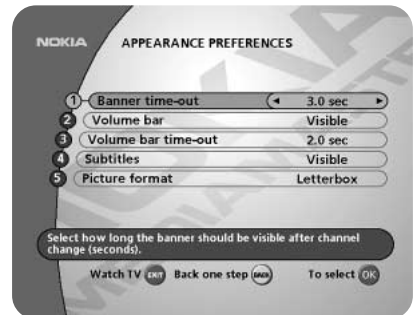 NOKIA APPEARANCE PREFERENCES
1 Banner time-out 3.0 sec
2 Volume bar Visible
3 Volume bar time-out 2.0 sec
4 Subtitles Visible
5 Picture format Letterbox
Select how long the banner should be visible after channel
change (seconds).
Watch TV EXIT Back one step BACK To select OK